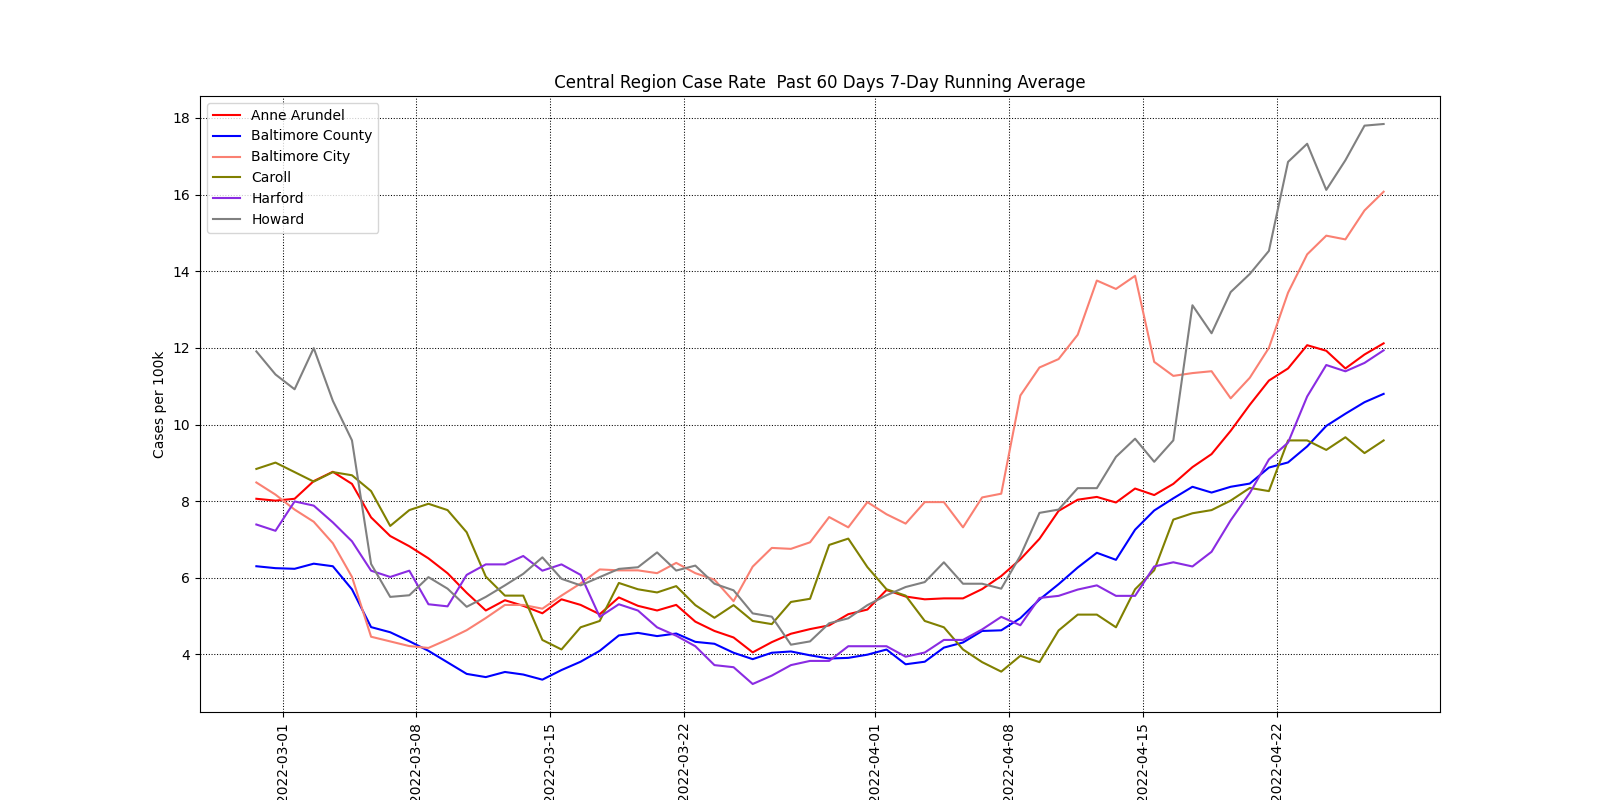 Central Region Case Rate  Past 60 Days 7-Day Running Average
Anne Arundel
Baltimore County
Baltimore City
Caroll
Harford
Howard
Cases per 100k
18
16
14
12
10
8
6
4
2022-03-01
2022-03-08
2022-03-15
2022-03-22
2022-04-01
2022-04-08
2022-04-15
2022-04-22